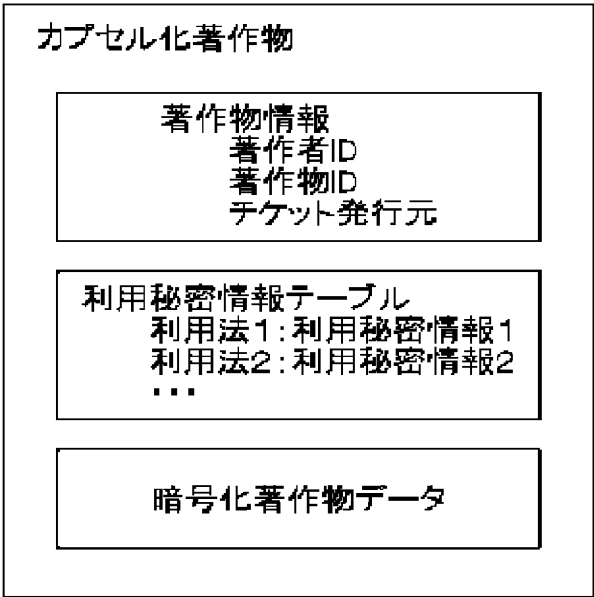 カプセル化著作物
著作物情報
著作者ID
著作物ID
チケット発行元
利用秘密情報テーブル
利用法1:利用秘密情報1
利用法2:利用秘密情報2
・・・
暗号化著作物データ